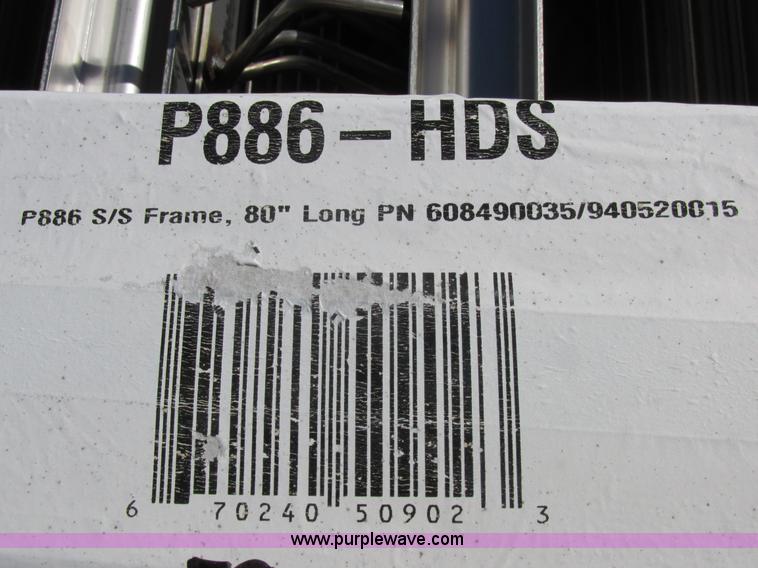 P886-HDS
P886 S/S Frame, 80" Long PN 608490035/940520015
6 70240 50902 3
www.purplewave.com